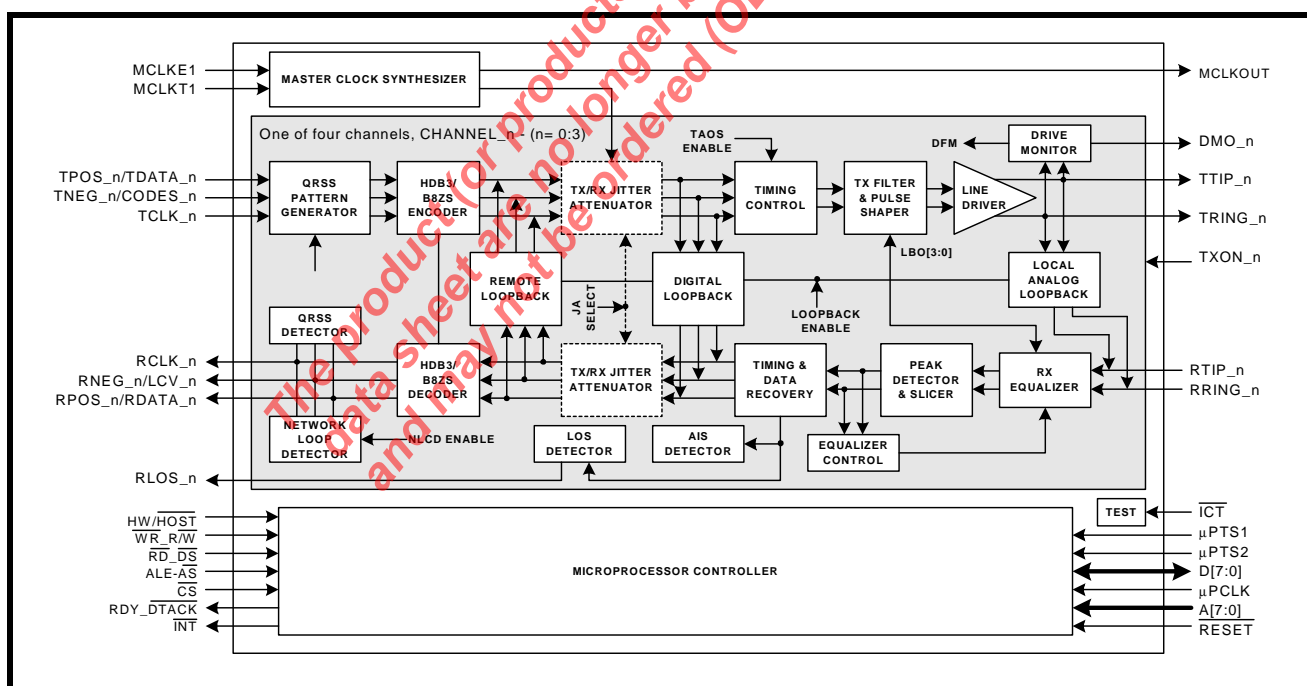 MCLKE1
MCLKT1
MASTER CLOCK SYNTHESIZER
MCLKOUT
One of four channels, CHANNEL_n - (n= 0:3)
TAOS
ENABLE
DFM
DRIVE
MONITOR
DMO_n
TPOS_n/TDATA_n
TNEG_n/CODES_n
TCLK_n
QRSS
PATTERN
GENERATOR
HDB3/
B8ZS
ENCODER
TX/RX JITTER
ATTENUATOR
TIMING
CONTROL
TX FILTER
& PULSE
SHAPER
LINE
DRIVER
TTIP_n
TRING_n
TXON_n
LBO[3:0]
REMOTE
LOOPBACK
DIGITAL
LOOPBACK
LOCAL
ANALOG
LOOPBACK
JA
SELECT
LOOPBACK
ENABLE
QRSS
DETECTOR
RCLK_n
RNEG_n/LCV_n
RPOS_n/RDATA_n
HDB3/
B8ZS
DECODER
TX/RX JITTER
ATTENUATOR
TIMING &
DATA
RECOVERY
PEAK
DETECTOR
& SLICER
RX
EQUALIZER
RTIP_n
RRING_n
NETWORK
LOOP
DETECTOR
NLCD ENABLE
LOS
DETECTOR
AIS
DETECTOR
EQUALIZER
CONTROL
RLOS_n
TEST
ICT
HW/HOST
WR_R/W
RD_DS
ALE-AS
CS
RDY_DTACK
INT
MICROPROCESSOR CONTROLLER
µPTS1
µPTS2
D[7:0]
µPCLK
A[7:0]
RESET
The product (or product
data sheet are no longer b
and may not be ordered (OB